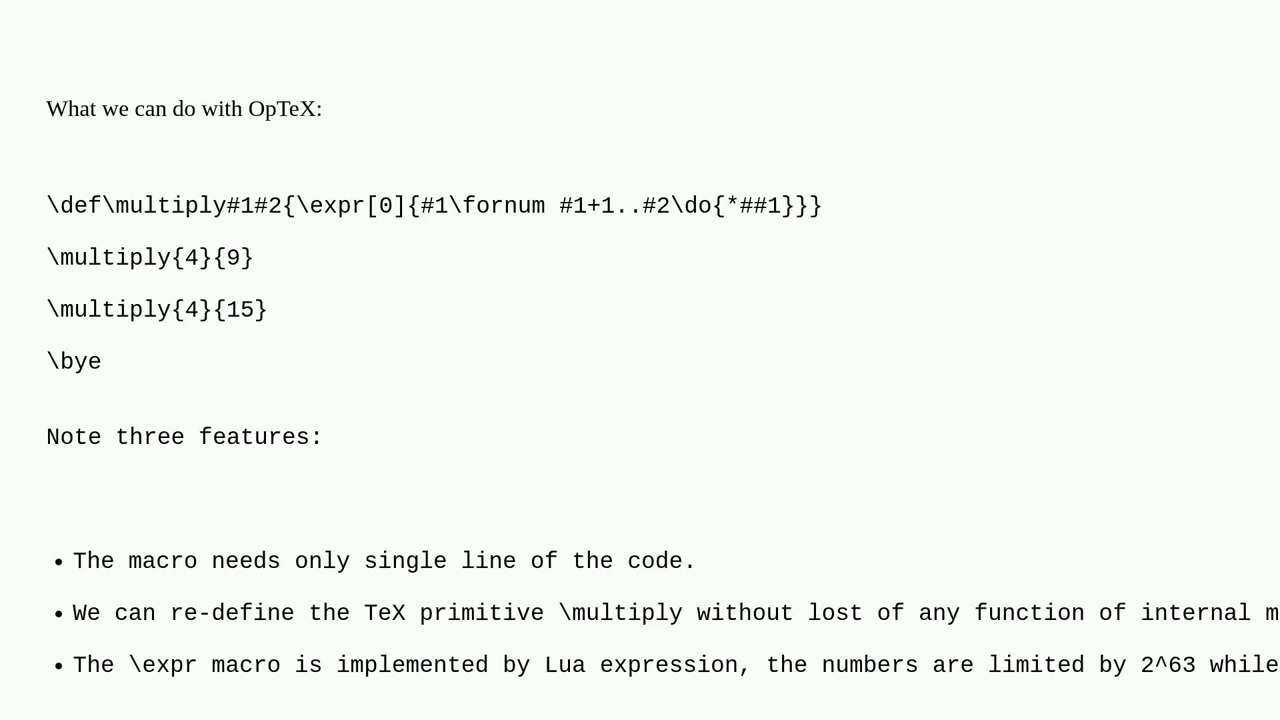 What we can do with OpTeX:
\def\multiply#1#2{\expr[0]{#1\fornum #1+1..#2\do{*##1}}}
\multiply{4}{9}
\multiply{4}{15}
\bye
Note three features:
• The macro needs only single line of the code.
• We can re-define the TeX primitive \multiply without lost of any function of internal
• The \expr macro is implemented by Lua expression, the numbers are limited by 2^63 while